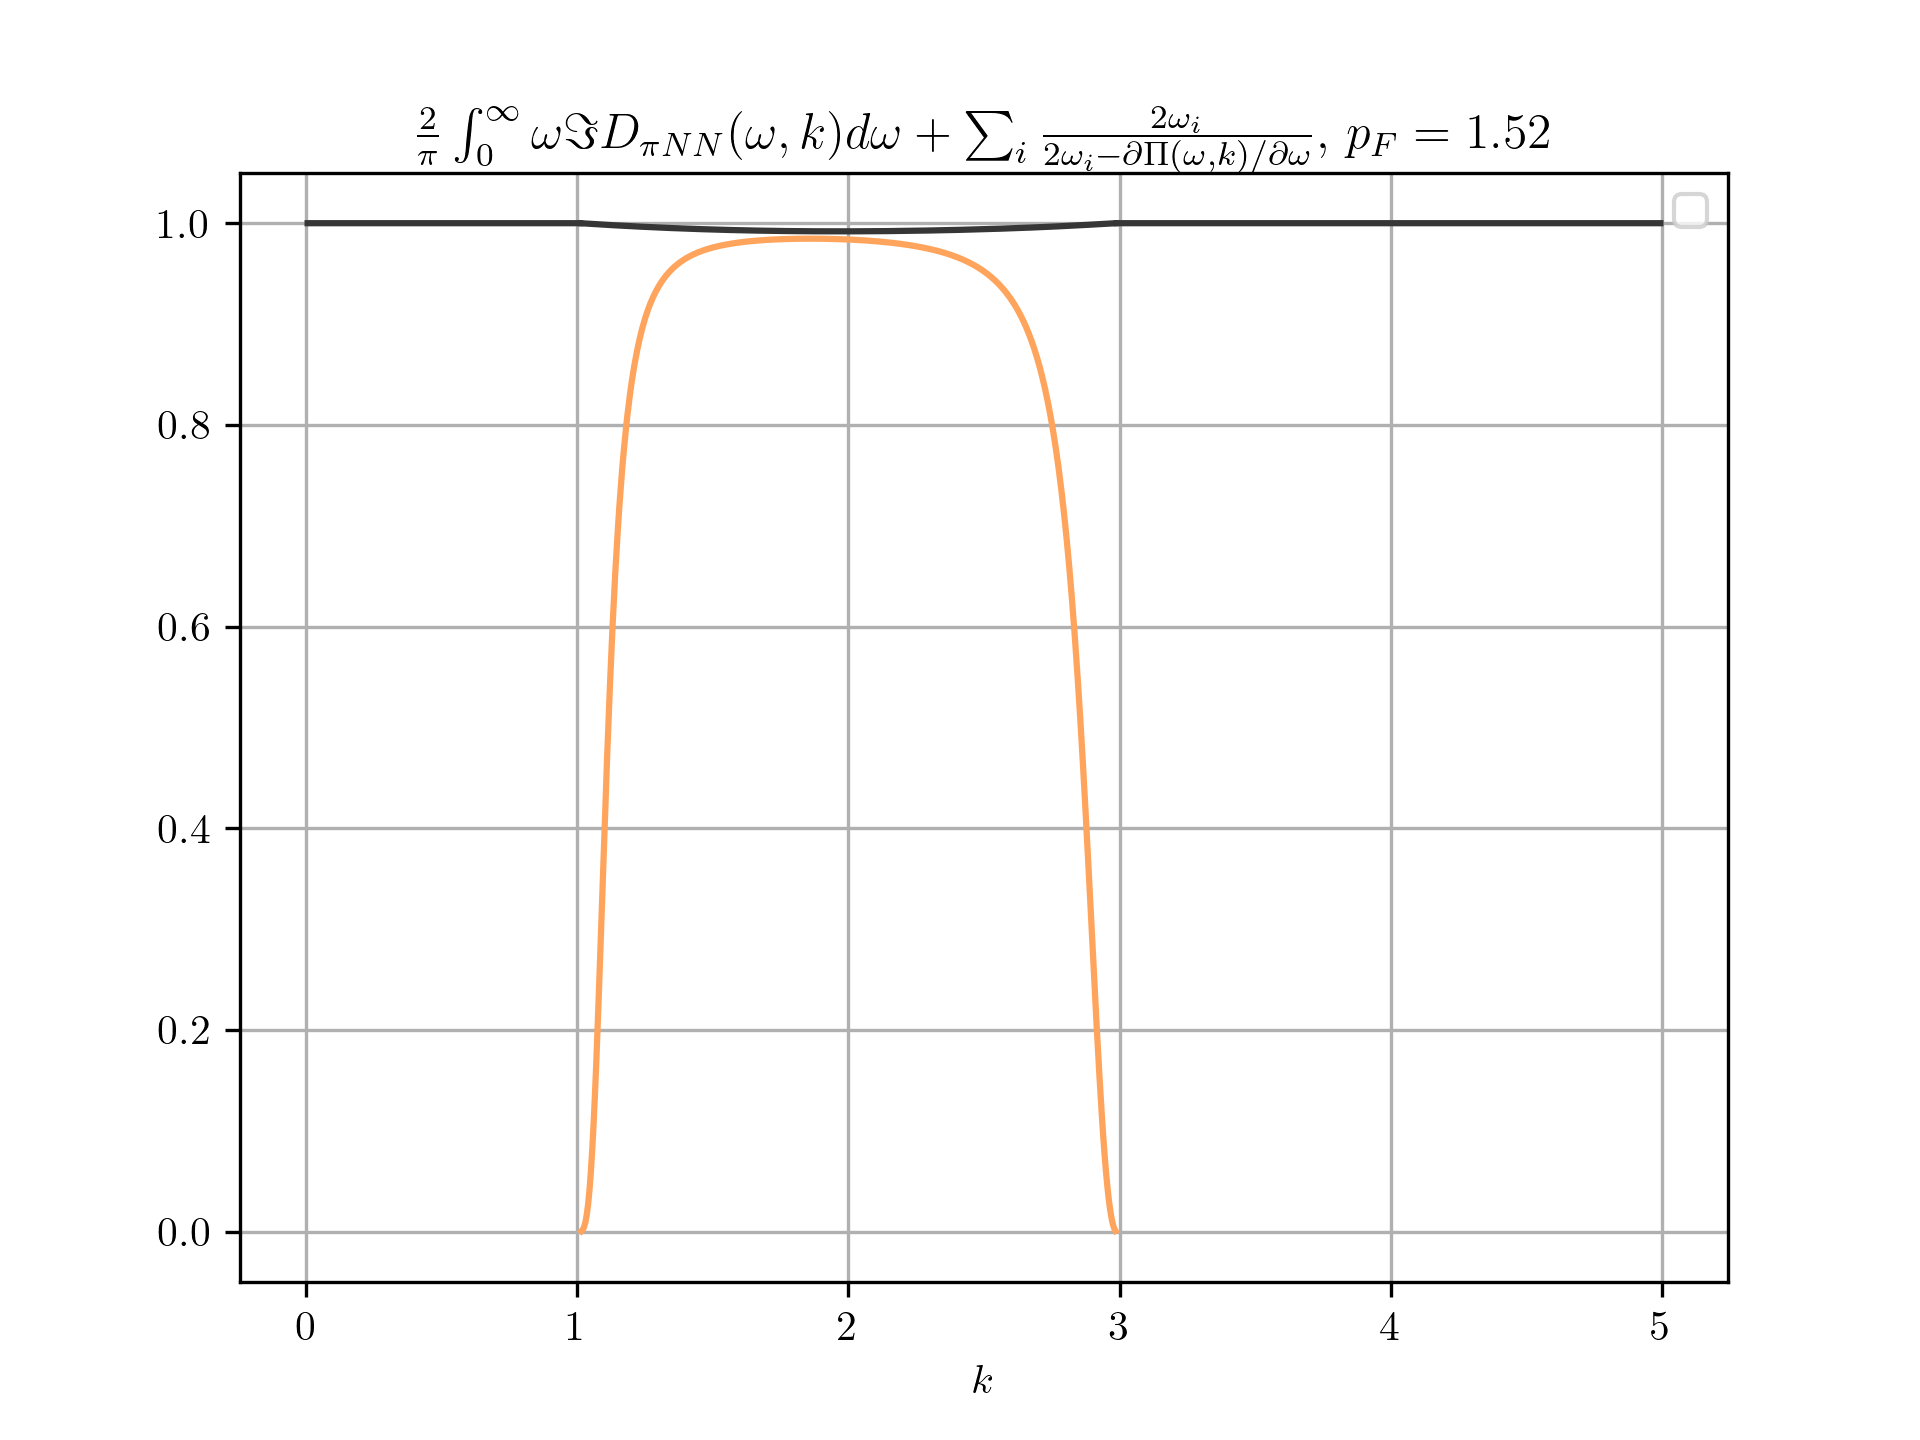 $\frac{2}{\pi}\int_0^\infty \omega\Im D_{\pi NN}(\omega, k)d\omega + \sum_i \frac{2\omega_i}{2\omega_i - \partial\Pi(\omega,k)/\partial\omega}$, $p_F = 1.52$
1.0
0.8
0.6
0.4
0.2
0.0
0 1 2 3 4 5
k